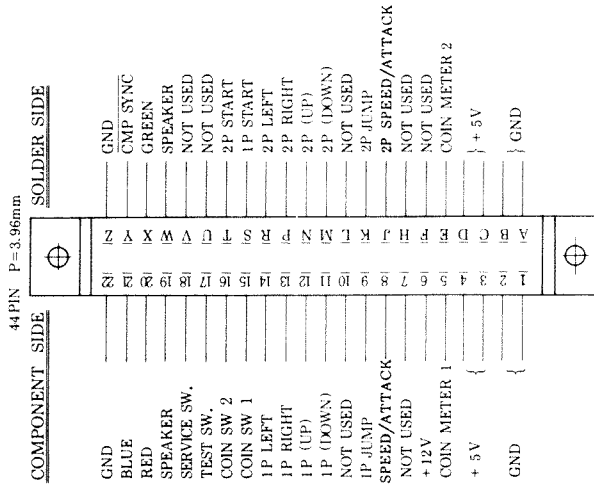 44 PIN P=3.96mm
COMPONENT SIDE SOLDER SIDE
GND 22 Z GND
BLUE 21 Y CMP SYNC
RED 20 X GREEN
SPEAKER 19 W SPEAKER
SERVICE SW. 18 V NOT USED
TEST SW. 17 U NOT USED
COIN SW 2 16 T 2P START
COIN SW 1 15 S 1P START
1P LEFT 14 R 2P LEFT
1P RIGHT 13 P 2P RIGHT
1P (UP) 12 N 2P (UP)
1P (DOWN) 11 M 2P (DOWN)
NOT USED 10 L NOT USED
1P JUMP 9 K 2P JUMP
SPEED/ATTACK 8 J 2P SPEED/ATTACK
NOT USED 7 H NOT USED
+12V 6 F NOT USED
COIN METER 1 5 E COIN METER 2
+5V { 4 D } +5V
3 C
GND { 2 B } GND
1 A